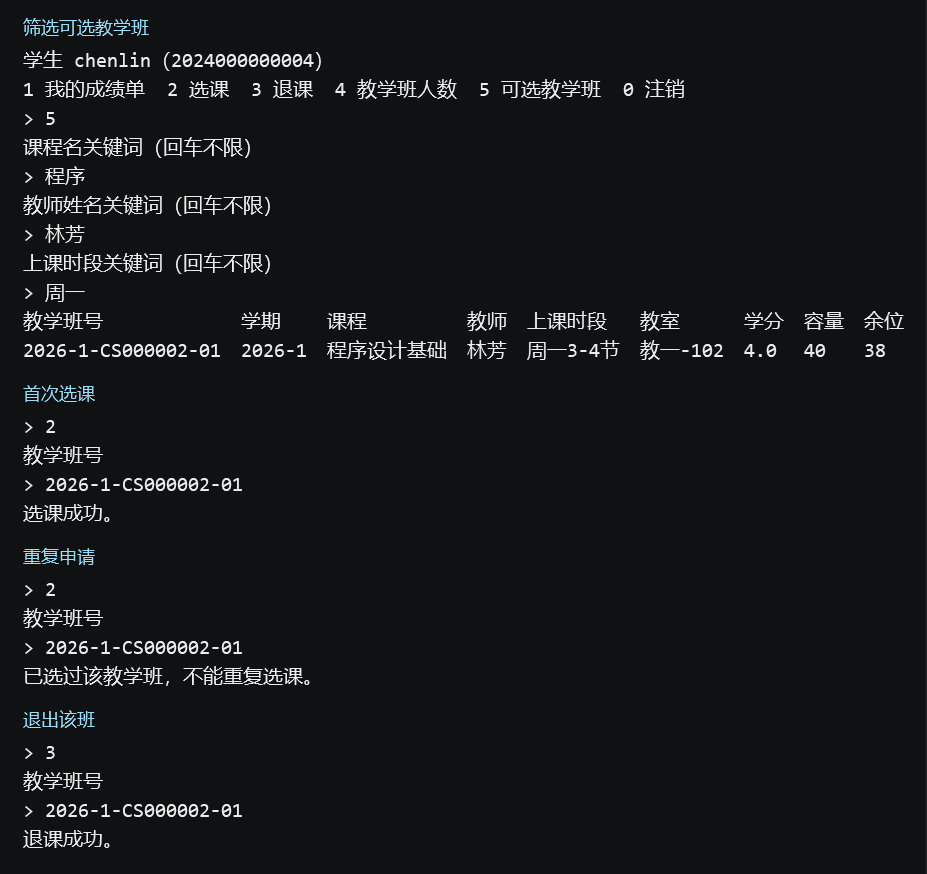 筛选可选教学班
学生 chenlin（2024000000004）
1 我的成绩单  2 选课  3 退课  4 教学班人数  5 可选教学班  0 注销
> 5
课程名关键词（回车不限）
> 程序
教师姓名关键词（回车不限）
> 林芳
上课时段关键词（回车不限）
> 周一
教学班号  学期  课程  教师  上课时段  教室  学分  容量  余位
2026-1-CS000002-01  2026-1  程序设计基础  林芳  周一3-4节  教一-102  4.0  40  38
首次选课
> 2
教学班号
> 2026-1-CS000002-01
选课成功。
重复申请
> 2
教学班号
> 2026-1-CS000002-01
已选过该教学班，不能重复选课。
退出该班
> 3
教学班号
> 2026-1-CS000002-01
退课成功。